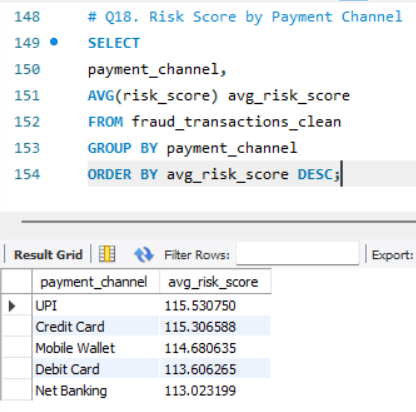 148 # Q18. Risk Score by Payment Channel
149 SELECT
150 payment_channel,
151 AVG(risk_score) avg_risk_score
152 FROM fraud_transactions_clean
153 GROUP BY payment_channel
154 ORDER BY avg_risk_score DESC;
Result Grid Filter Rows: Export:
payment_channel avg_risk_score
UPI 115.530750
Credit Card 115.306588
Mobile Wallet 114.680635
Debit Card 113.606265
Net Banking 113.023199